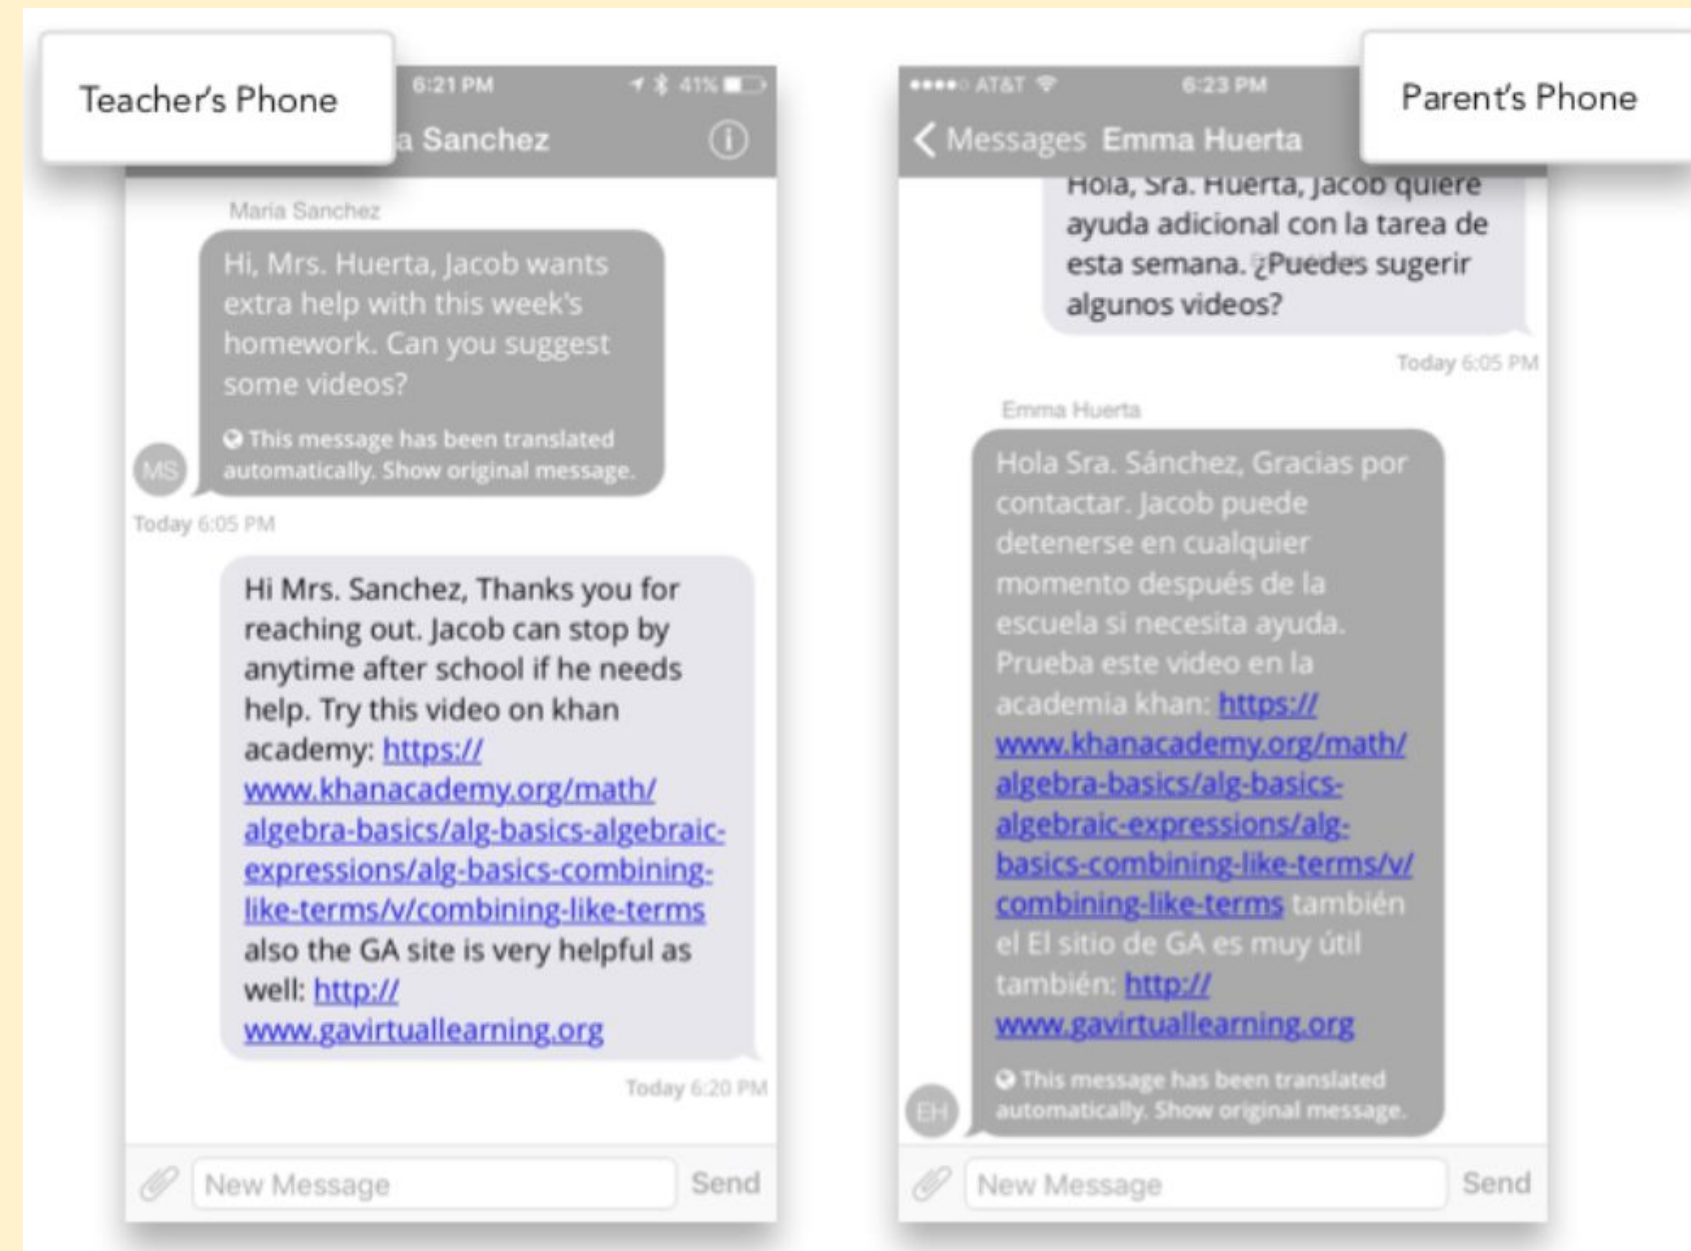 Teacher's Phone
6:21 PM
41%
a Sanchez
Maria Sanchez
Hi, Mrs. Huerta, Jacob wants
extra help with this week's
homework. Can you suggest
some videos?
This message has been translated
automatically. Show original message.
MS
Today 6:05 PM
Hi Mrs. Sanchez, Thanks you for
reaching out. Jacob can stop by
anytime after school if he needs
help. Try this video on khan
academy: https://
www.khanacademy.org/math/
algebra-basics/alg-basics-algebraic-
expressions/alg-basics-combining-
like-terms/v/combining-like-terms
also the GA site is very helpful as
well: http://
www.gavirtuallearning.org
Today 6:20 PM
New Message
Send
Parent's Phone
AT&T
6:23 PM
Messages Emma Huerta
Hola, Sra. Huerta, Jacob quiere
ayuda adicional con la tarea de
esta semana. ¿Puedes sugerir
algunos videos?
Today 6:05 PM
Emma Huerta
Hola Sra. Sánchez, Gracias por
contactar. Jacob puede
detenerse en cualquier
momento después de la
escuela si necesita ayuda.
Prueba este video en la
academia khan: https://
www.khanacademy.org/math/
algebra-basics/alg-basics-
algebraic-expressions/alg-
basics-combining-like-terms/v/
combining-like-terms también
el El sitio de GA es muy útil
también: http://
www.gavirtuallearning.org
This message has been translated
automatically. Show original message.
EH
New Message
Send